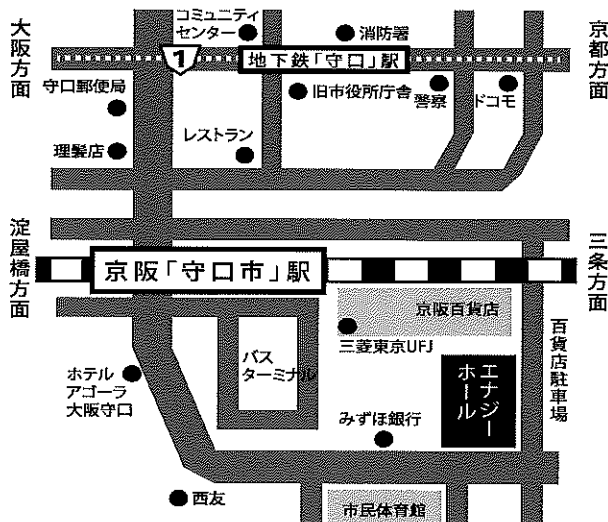 大阪方面
コミュニティ
センター
消防署
京都方面
1
地下鉄「守口」駅
守口郵便局
旧市役所庁舎
警察
ドコモ
理髪店
レストラン
淀屋橋方面
京阪「守口市」駅
三条方面
京阪百貨店
三菱東京UFJ
百貨店駐車場
バス
ターミナル
ホテル
アゴーラ
大阪守口
エナジー
ホール
みずほ銀行
西友
市民体育館